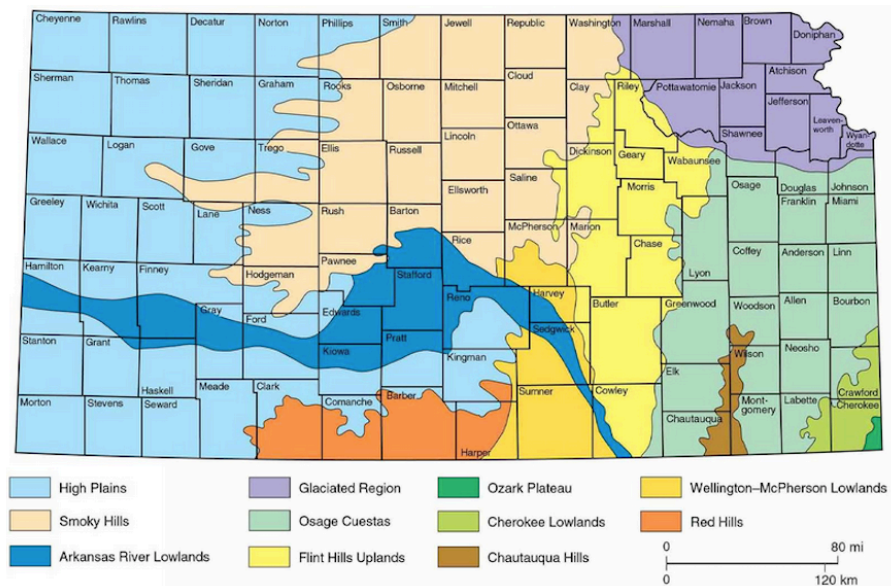 Cheyenne Rawlins Decatur Norton Phillips Smith Jewell Republic Washington Marshall Nemaha Brown
Doniphan
Atchison
Sherman Thomas Sheridan Graham Rooks Osborne Mitchell Cloud Clay Riley Pottawatomie Jackson
Jefferson
Leaven-
worth
Wyan-
dotte
Shawnee
Wallace Logan Gove Trego Ellis Russell Lincoln Ottawa
Dickinson Geary Wabaunsee
Saline
Morris
Osage Douglas Johnson
Ellsworth
Franklin Miami
Greeley Wichita Scott Lane Ness Rush Barton
McPherson Marion
Rice
Chase
Lyon
Coffey Anderson Linn
Pawnee
Hamilton Kearny Finney Hodgeman Stafford
Reno Harvey Butler Greenwood Woodson Allen Bourbon
Gray Ford Edwards
Sedgwick
Pratt
Stanton Grant Kiowa Kingman
Wilson Neosho
Haskell Meade Clark
Elk
Crawford
Comanche Barber Sumner Cowley
Morton Stevens Seward
Mont-
gomery
Labette Cherokee
Chautauqua
Harper
High Plains
Smoky Hills
Arkansas River Lowlands
Glaciated Region
Osage Cuestas
Flint Hills Uplands
Ozark Plateau
Cherokee Lowlands
Chautauqua Hills
Wellington–McPherson Lowlands
Red Hills
0 80 mi
0 120 km